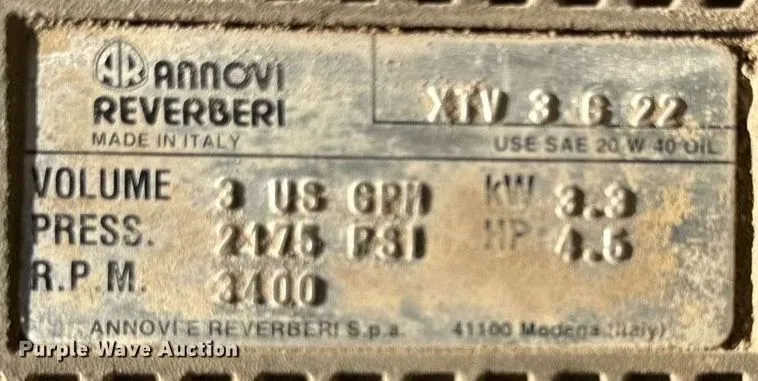 AR ANNOVI
REVERBERI
MADE IN ITALY
XTV 3 G 22
USE SAE 20 W 40 OIL
VOLUME 3 US GPM kW 3.3
PRESS. 2175 PSI HP 4.5
R.P.M. 3400
ANNOVI E REVERBERI S.p.a. 41100 Modena (Italy)
Purple Wave Auction